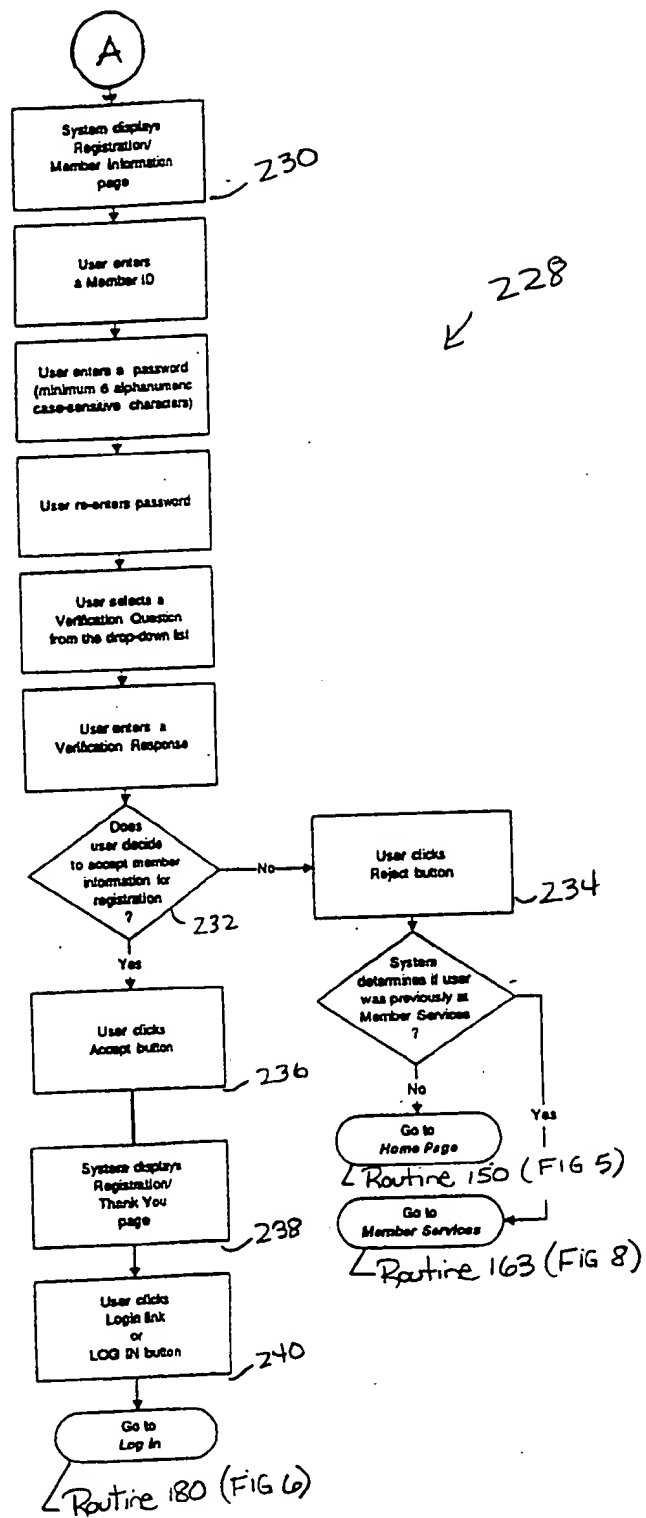 A
System displays
Registration/
Member Information
page
230
User enters
a Member ID
228
User enters a password
(minimum 6 alphanumeric
case-sensitive characters)
User re-enters password
User selects a
Verification Question
from the drop-down list
User enters a
Verification Response
Does
user decide
to accept member
information for
registration
?
232
No
User clicks
Reject button
234
Yes
System
determines if user
was previously at
Member Services
?
User clicks
Accept button
236
No
Yes
Go to
Home Page
Routine 150 (FIG 5)
System displays
Registration/
Thank You
page
238
Go to
Member Services
Routine 163 (FIG 8)
User clicks
Login link
or
LOG IN button
240
Go to
Log In
Routine 180 (FIG 6)